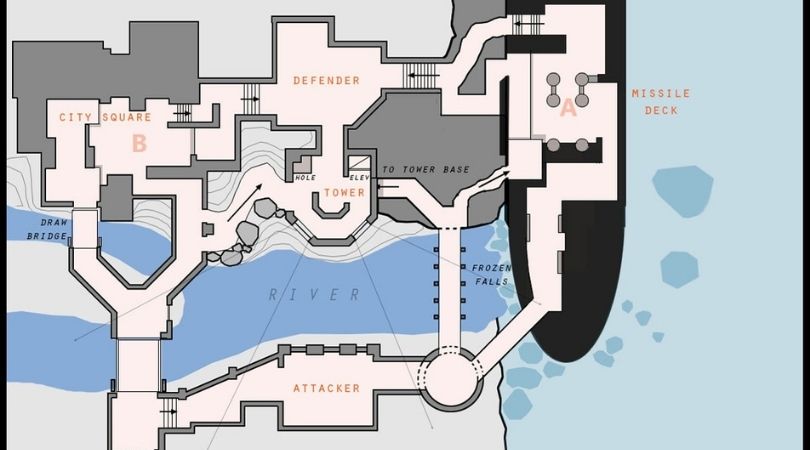 DEFENDER
MISSILE
DECK
A
CITY SQUARE
B
TO TOWER BASE
HOLE
ELEV
TOWER
DRAW
BRIDGE
FROZEN
FALLS
RIVER
ATTACKER